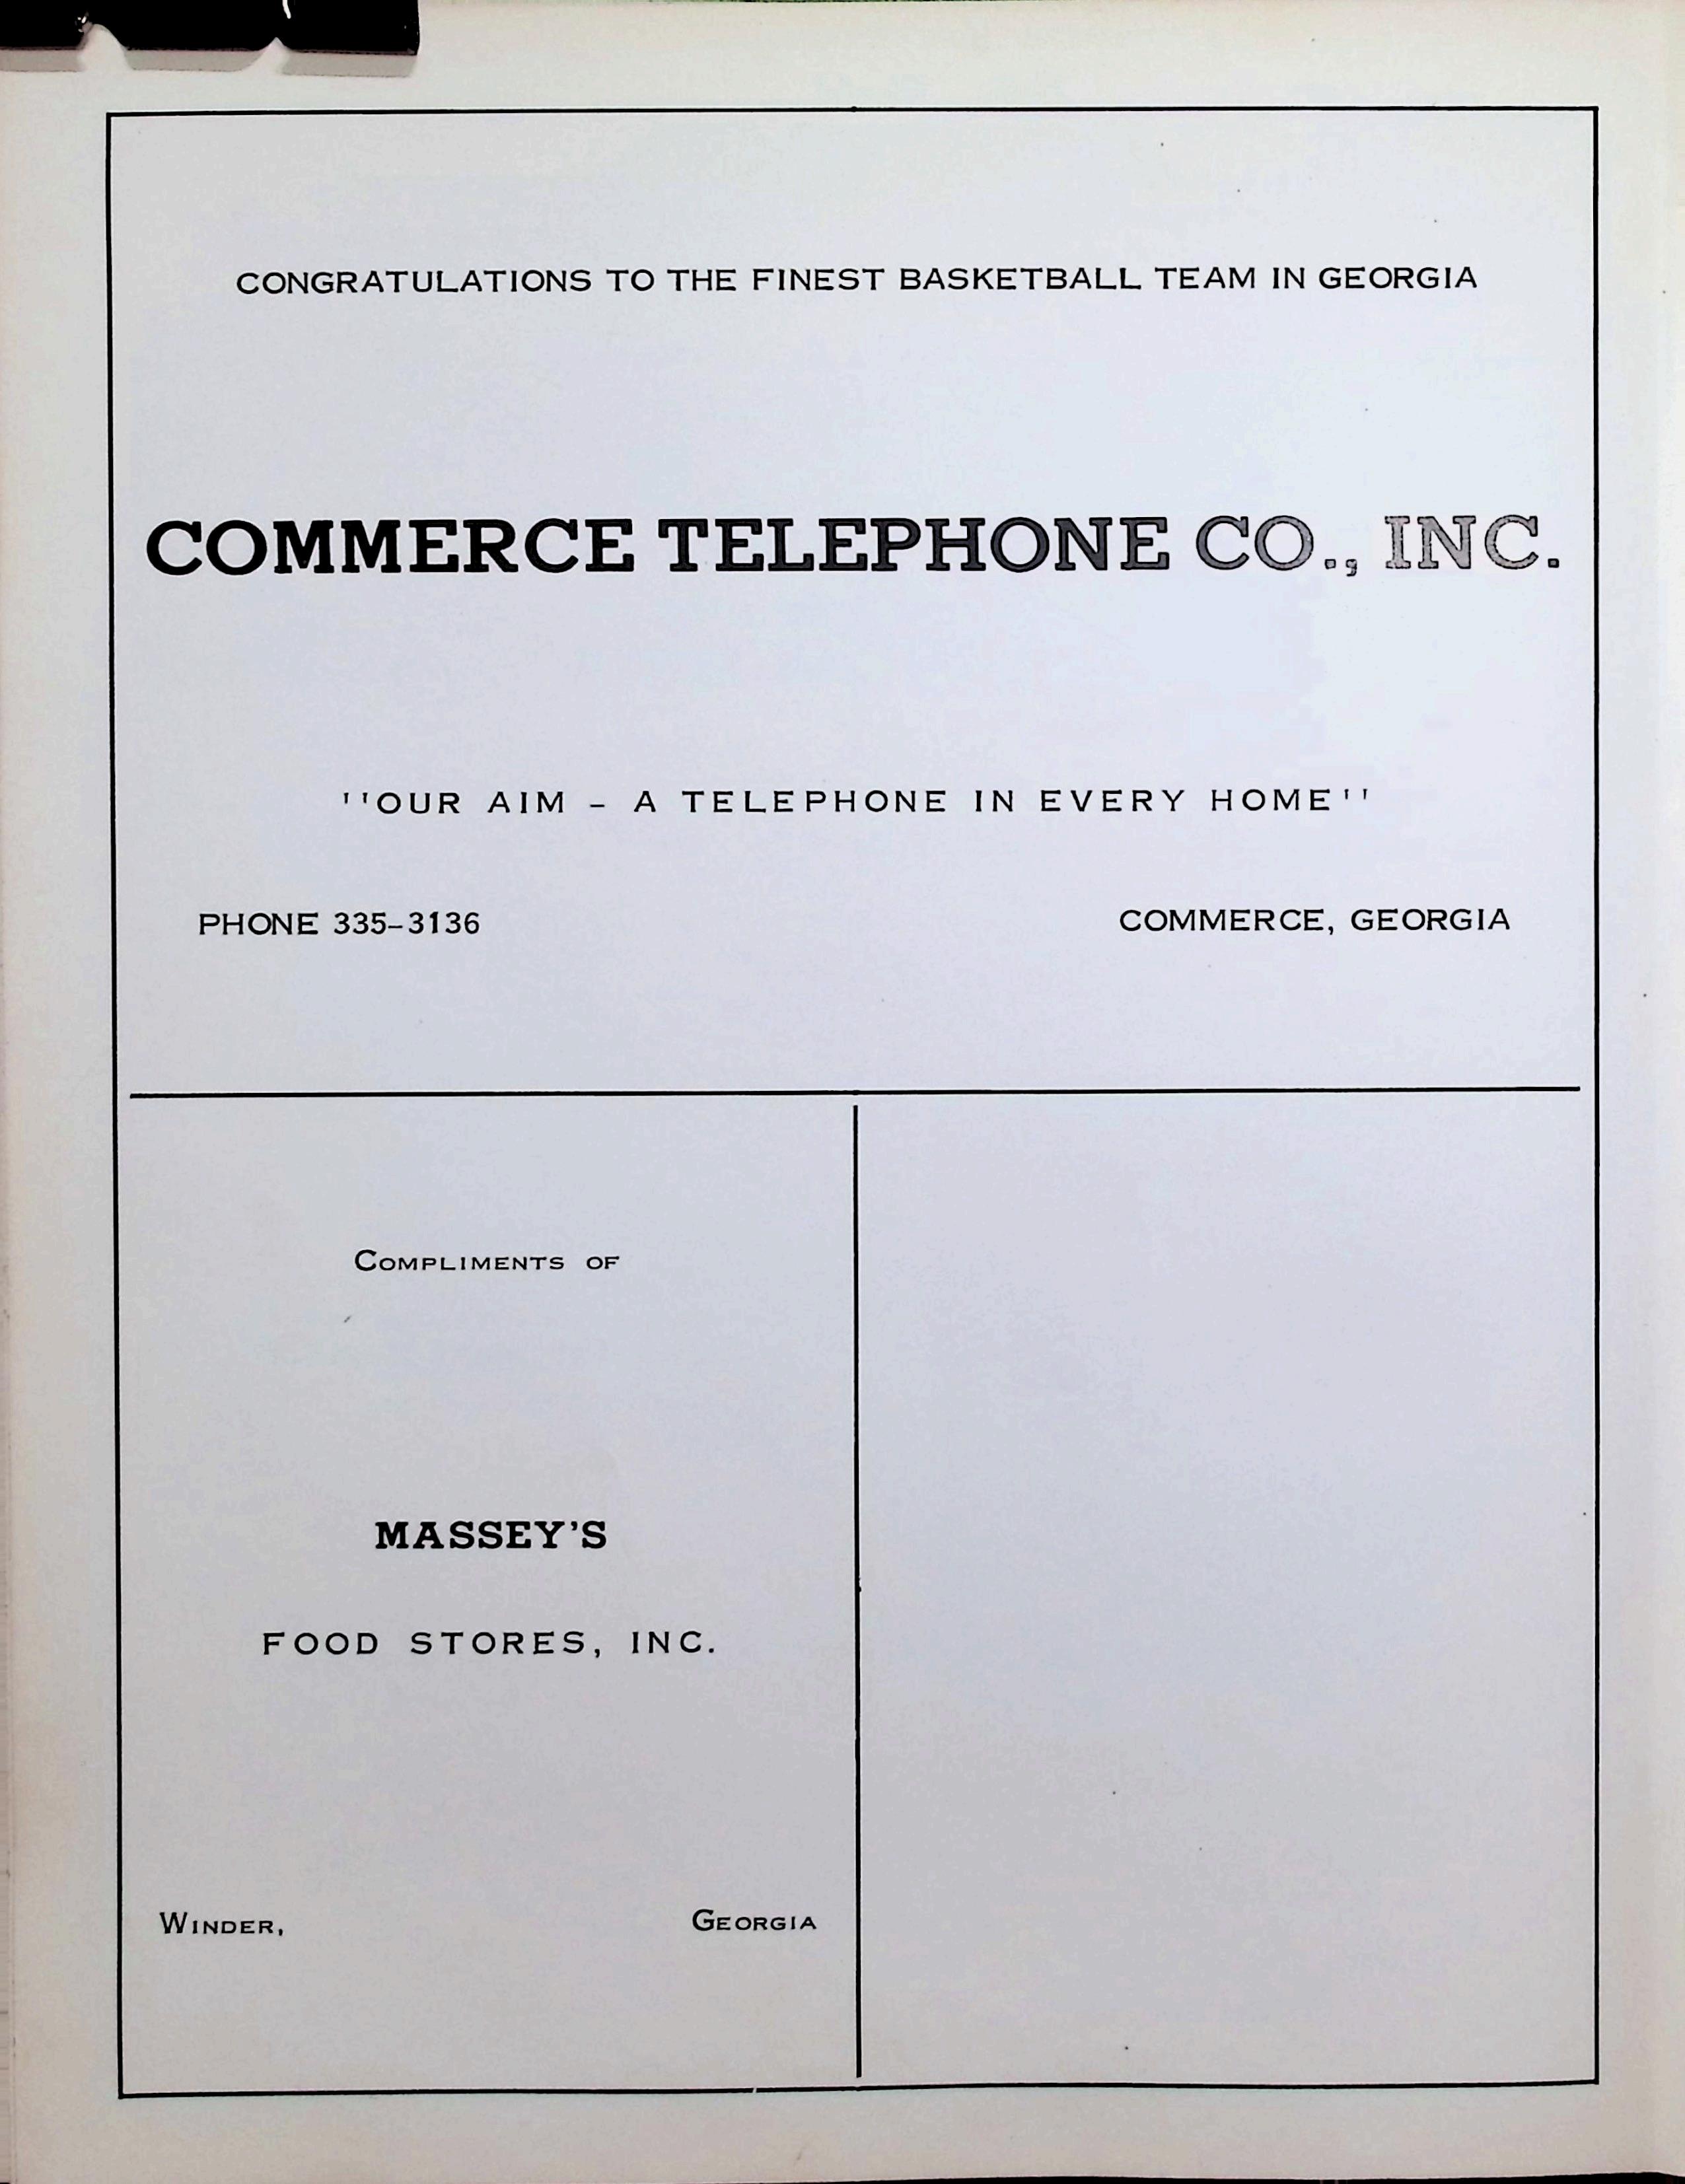 CONGRATULATIONS TO THE FINEST BASKETBALL TEAM IN GEORGIA
COMMERCE TELEPHONE CO., INC.
''OUR AIM - A TELEPHONE IN EVERY HOME''
PHONE 335-3136 COMMERCE, GEORGIA
COMPLIMENTS OF
MASSEY'S
FOOD STORES, INC.
WINDER, GEORGIA